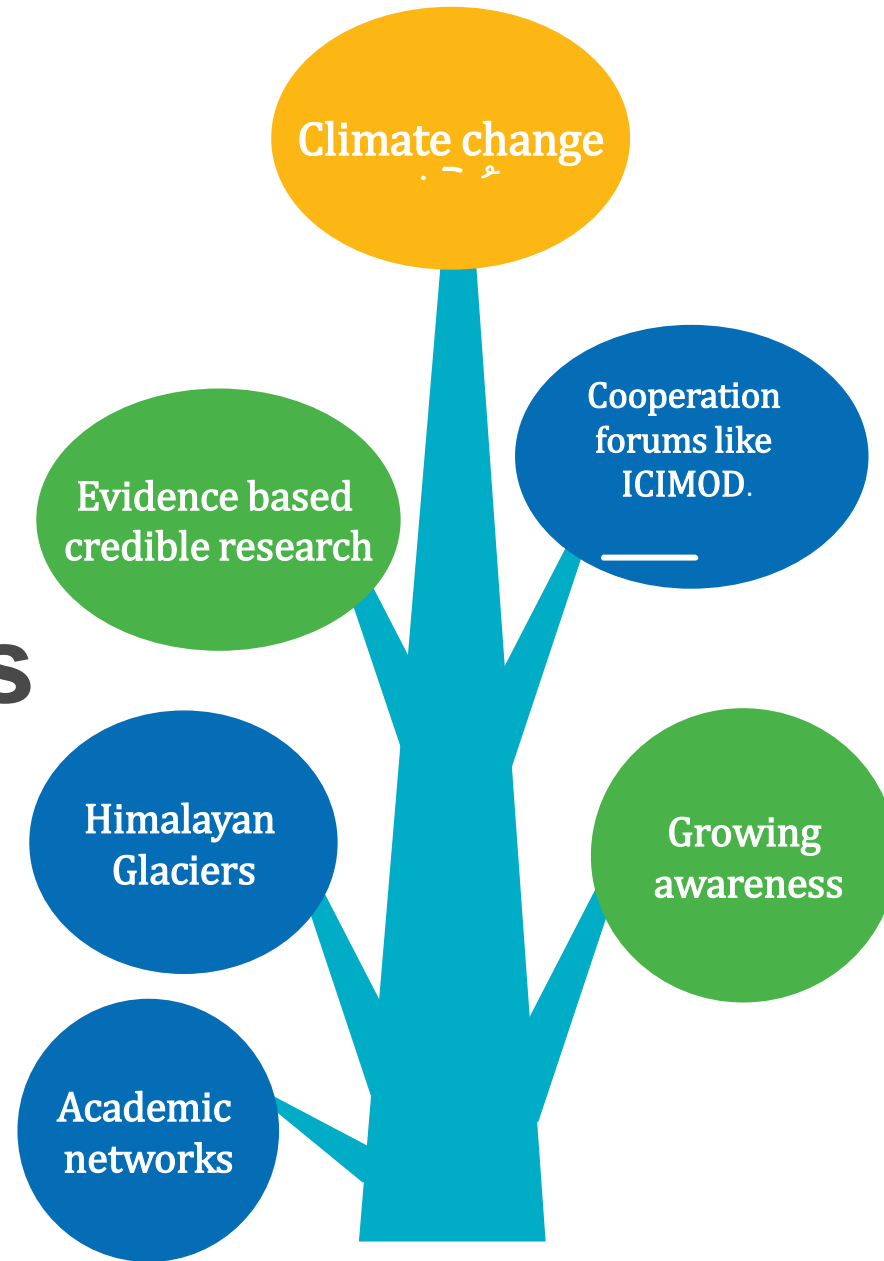 Climate change
Cooperation
forums like
ICIMOD.
Evidence based
credible research
s
Himalayan
Glaciers
Growing
awareness
Academic
networks